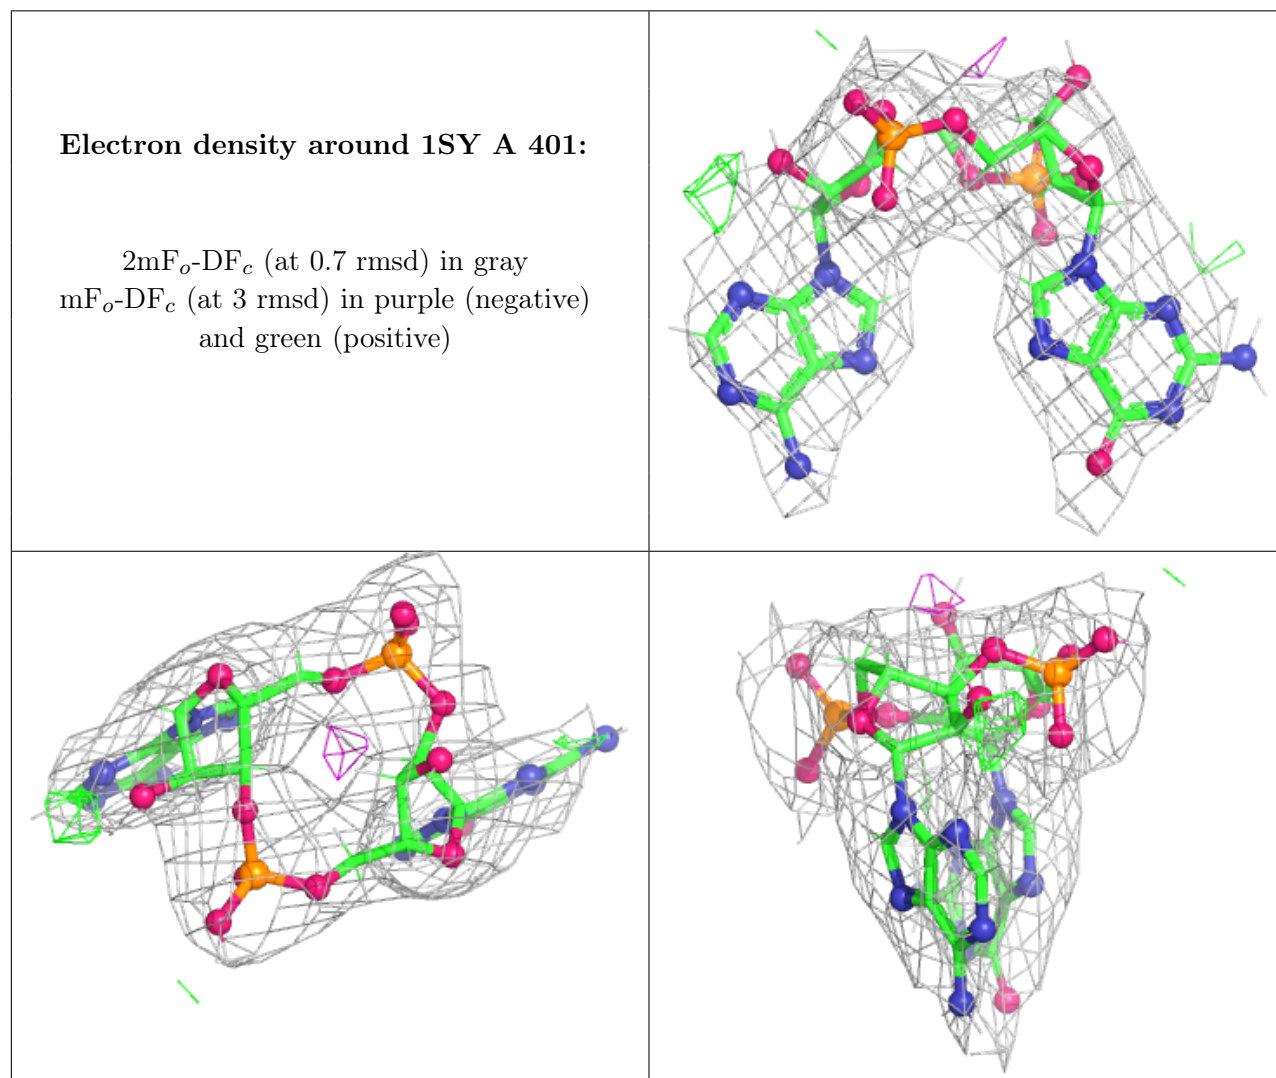 Electron density around 1SY A 401:
2mFo-DFc (at 0.7 rmsd) in gray
mFo-DFc (at 3 rmsd) in purple (negative)
and green (positive)